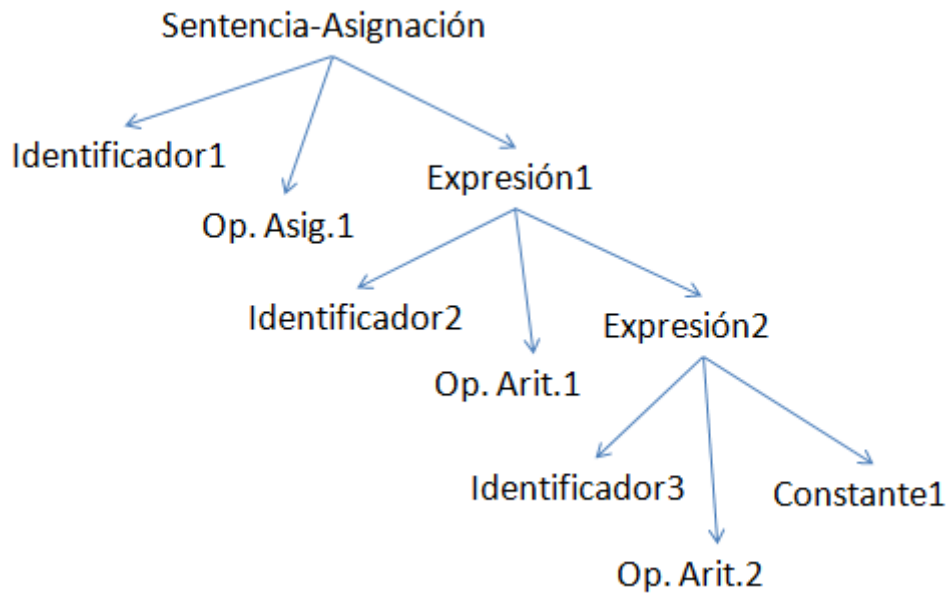 Sentencia-Asignación
Identificador1
Op. Asig.1
Expresión1
Identificador2
Op. Arit.1
Expresión2
Identificador3
Op. Arit.2
Constante1